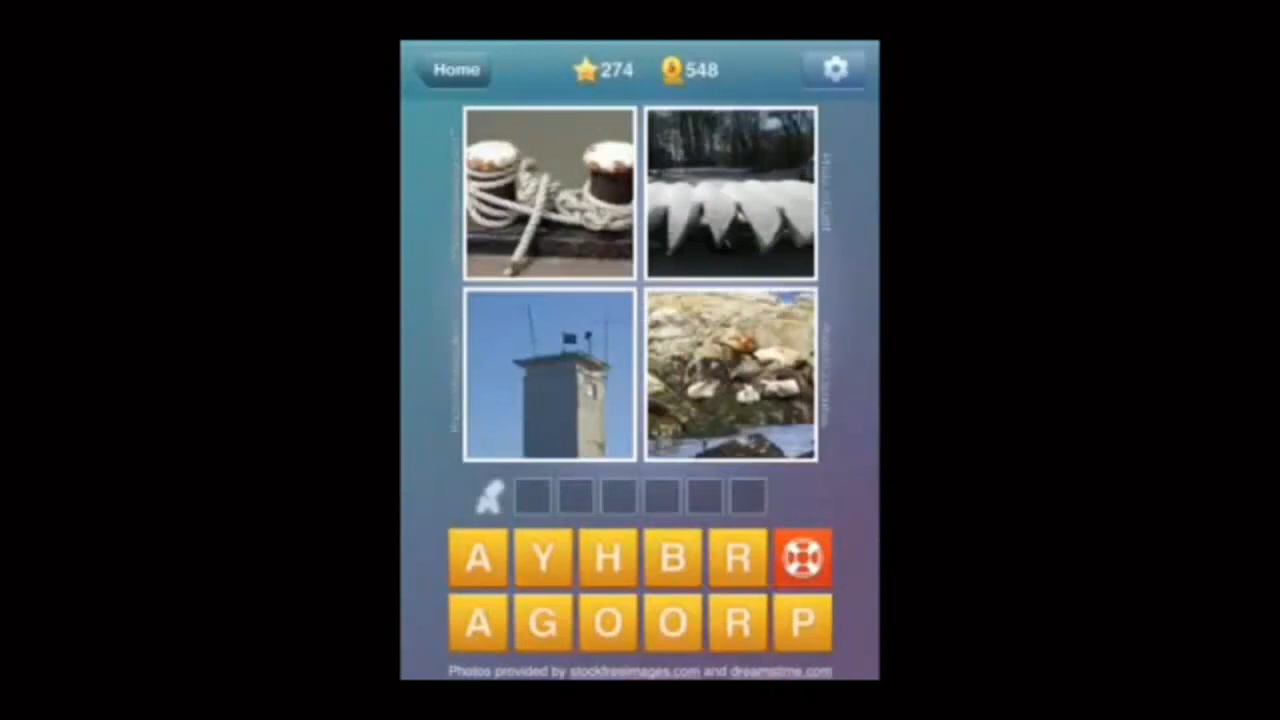 Home 274 548
A Y H B R
A G O O R P
Photos provided by stockfreeimages.com and dreamstime.com